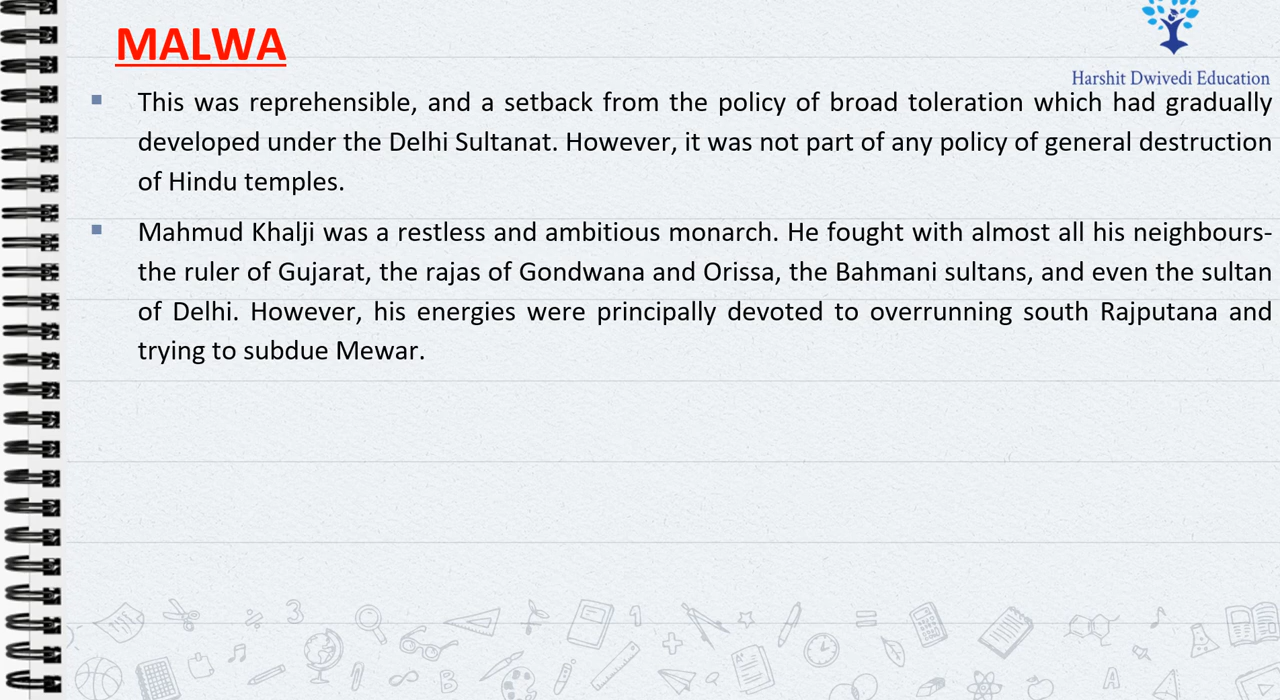 MALWA
Harshit Dwivedi Education
▪ This was reprehensible, and a setback from the policy of broad toleration which had gradually
developed under the Delhi Sultanat. However, it was not part of any policy of general destruction
of Hindu temples.
▪ Mahmud Khalji was a restless and ambitious monarch. He fought with almost all his neighbours-
the ruler of Gujarat, the rajas of Gondwana and Orissa, the Bahmani sultans, and even the sultan
of Delhi. However, his energies were principally devoted to overrunning south Rajputana and
trying to subdue Mewar.